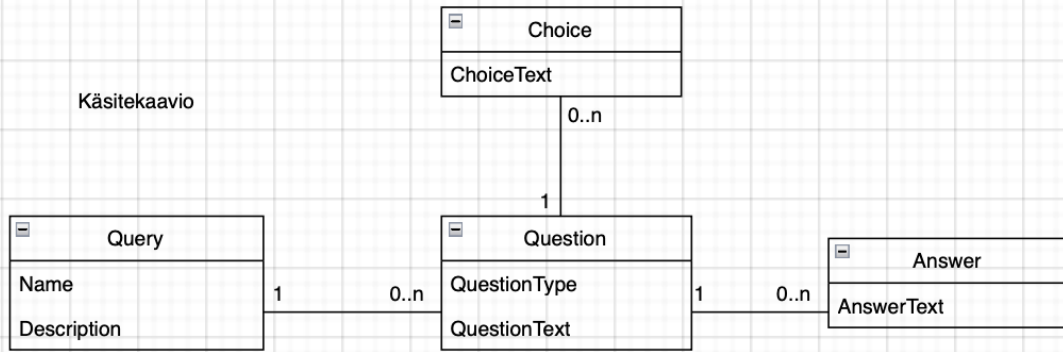 Choice
ChoiceText
Käsitekaavio
0..n
1
Query
Name
Description
1
0..n
Question
QuestionType
QuestionText
1
0..n
Answer
AnswerText